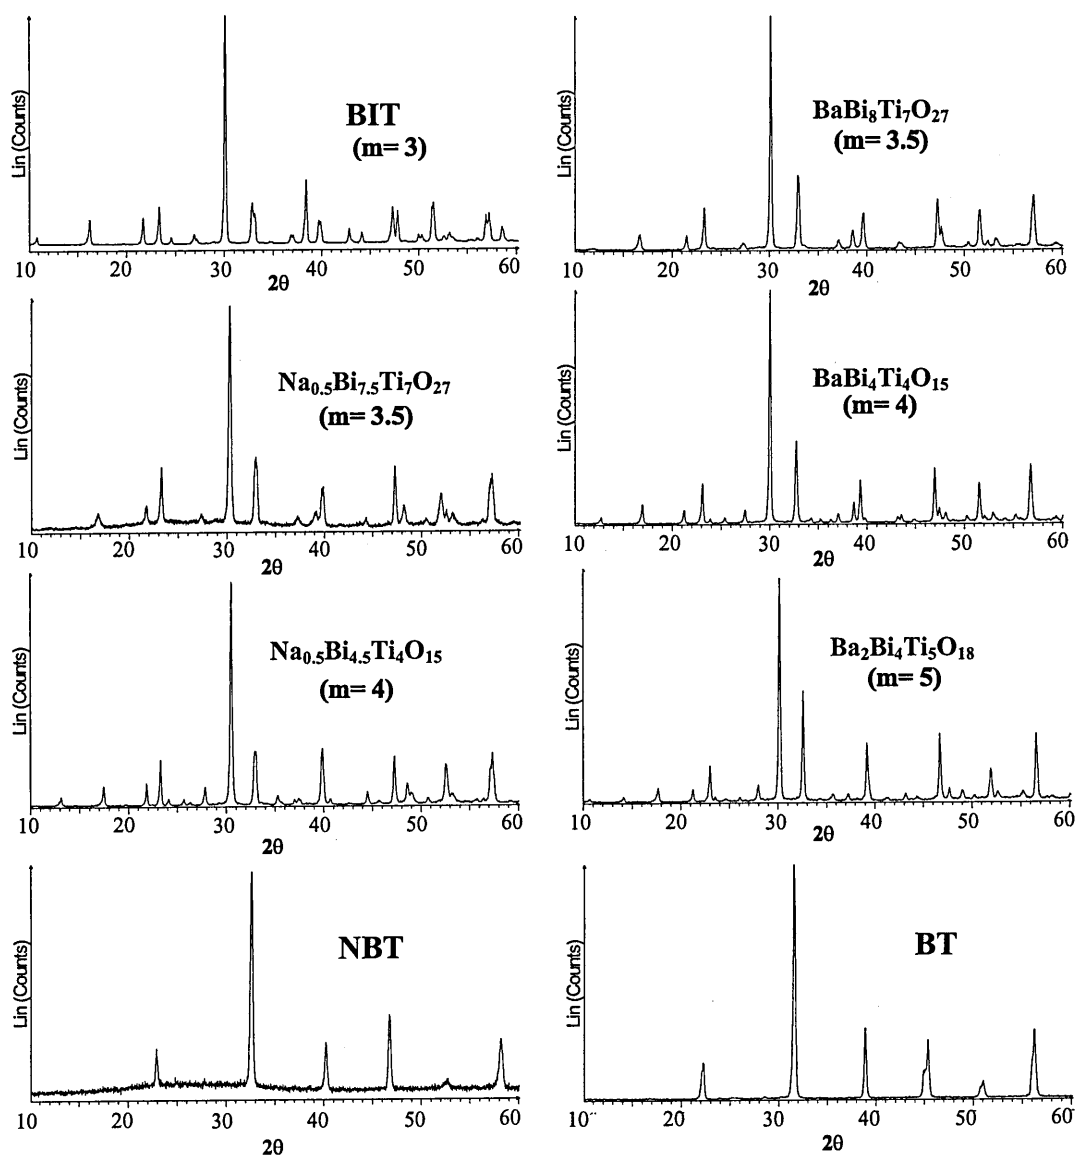 Lin (Counts)
BIT
(m= 3)
10 20 30 40 50 60
2θ
Lin (Counts)
BaBi₈Ti₇O₂₇
(m= 3.5)
10 20 30 40 50 60
2θ
Lin (Counts)
Na₀.₅Bi₇.₅Ti₇O₂₇
(m= 3.5)
10 20 30 40 50 60
2θ
Lin (Counts)
BaBi₄Ti₄O₁₅
(m= 4)
10 20 30 40 50 60
2θ
Lin (Counts)
Na₀.₅Bi₄.₅Ti₄O₁₅
(m= 4)
10 20 30 40 50 60
2θ
Lin (Counts)
Ba₂Bi₄Ti₅O₁₈
(m= 5)
10 20 30 40 50 60
2θ
Lin (Counts)
NBT
10 20 30 40 50 60
2θ
Lin (Counts)
BT
10 20 30 40 50 60
2θ